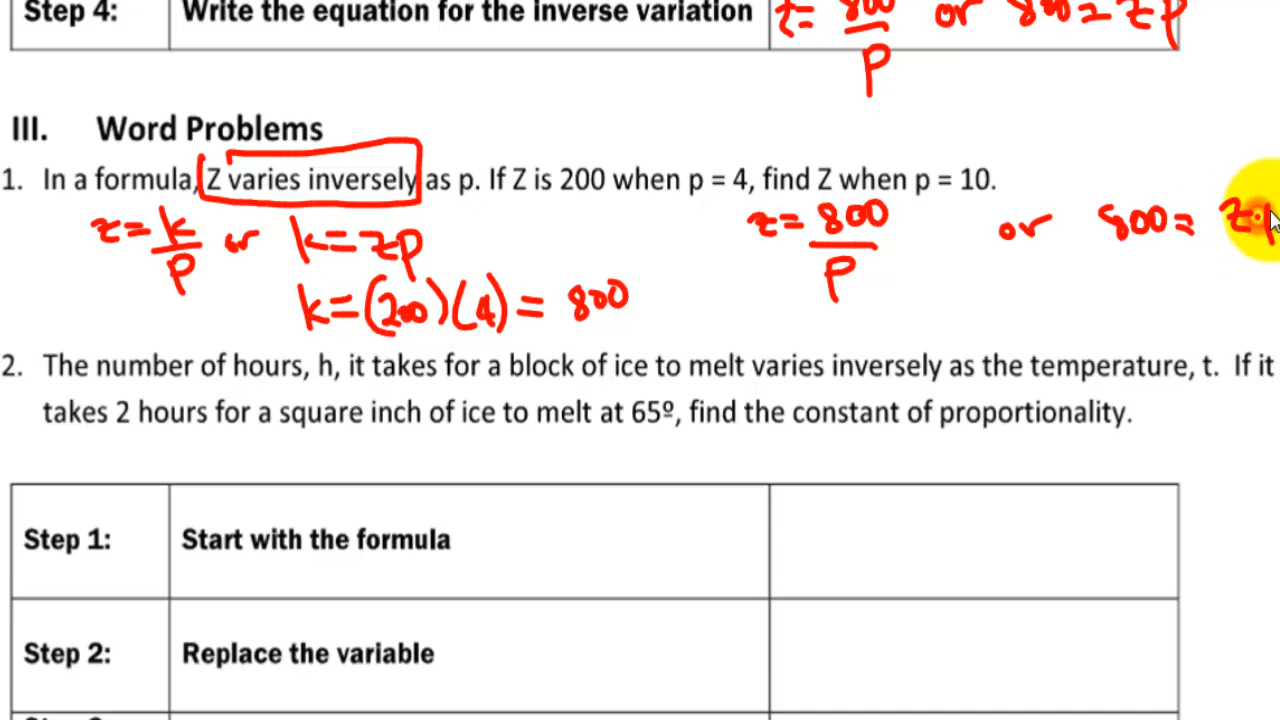 Step 4: Write the equation for the inverse variation z = 800/p or 800 = zp
III. Word Problems
1. In a formula, Z varies inversely as p. If Z is 200 when p = 4, find Z when p = 10.
z = k/p or k = zp z = 800/p or 800 = zp
k = (200)(4) = 800
2. The number of hours, h, it takes for a block of ice to melt varies inversely as the temperature, t. If it
takes 2 hours for a square inch of ice to melt at 65º, find the constant of proportionality.
Step 1: Start with the formula
Step 2: Replace the variable